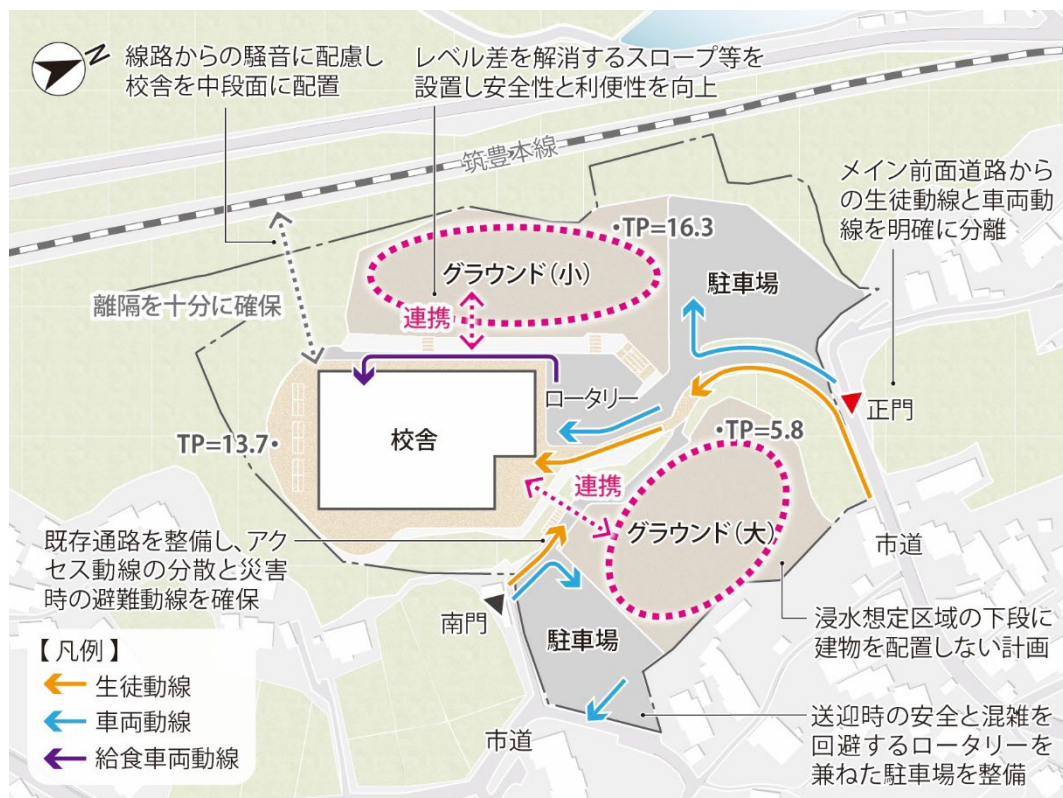 N
線路からの騒音に配慮し
校舎を中段面に配置
レベル差を解消するスロープ等を
設置し安全性と利便性を向上
筑豊本線
メイン前面道路から
の生徒動線と車両動
線を明確に分離
・TP=16.3
グラウンド(小)
駐車場
離隔を十分に確保
連携
ロータリー
正門
校舎
TP=13.7・
・TP=5.8
連携
グラウンド(大)
既存通路を整備し、アク
セス動線の分散と災害
時の避難動線を確保
市道
南門
駐車場
浸水想定区域の下段に
建物を配置しない計画
【凡例】
生徒動線
車両動線
給食車両動線
市道
送迎時の安全と混雑を
回避するロータリーを
兼ねた駐車場を整備